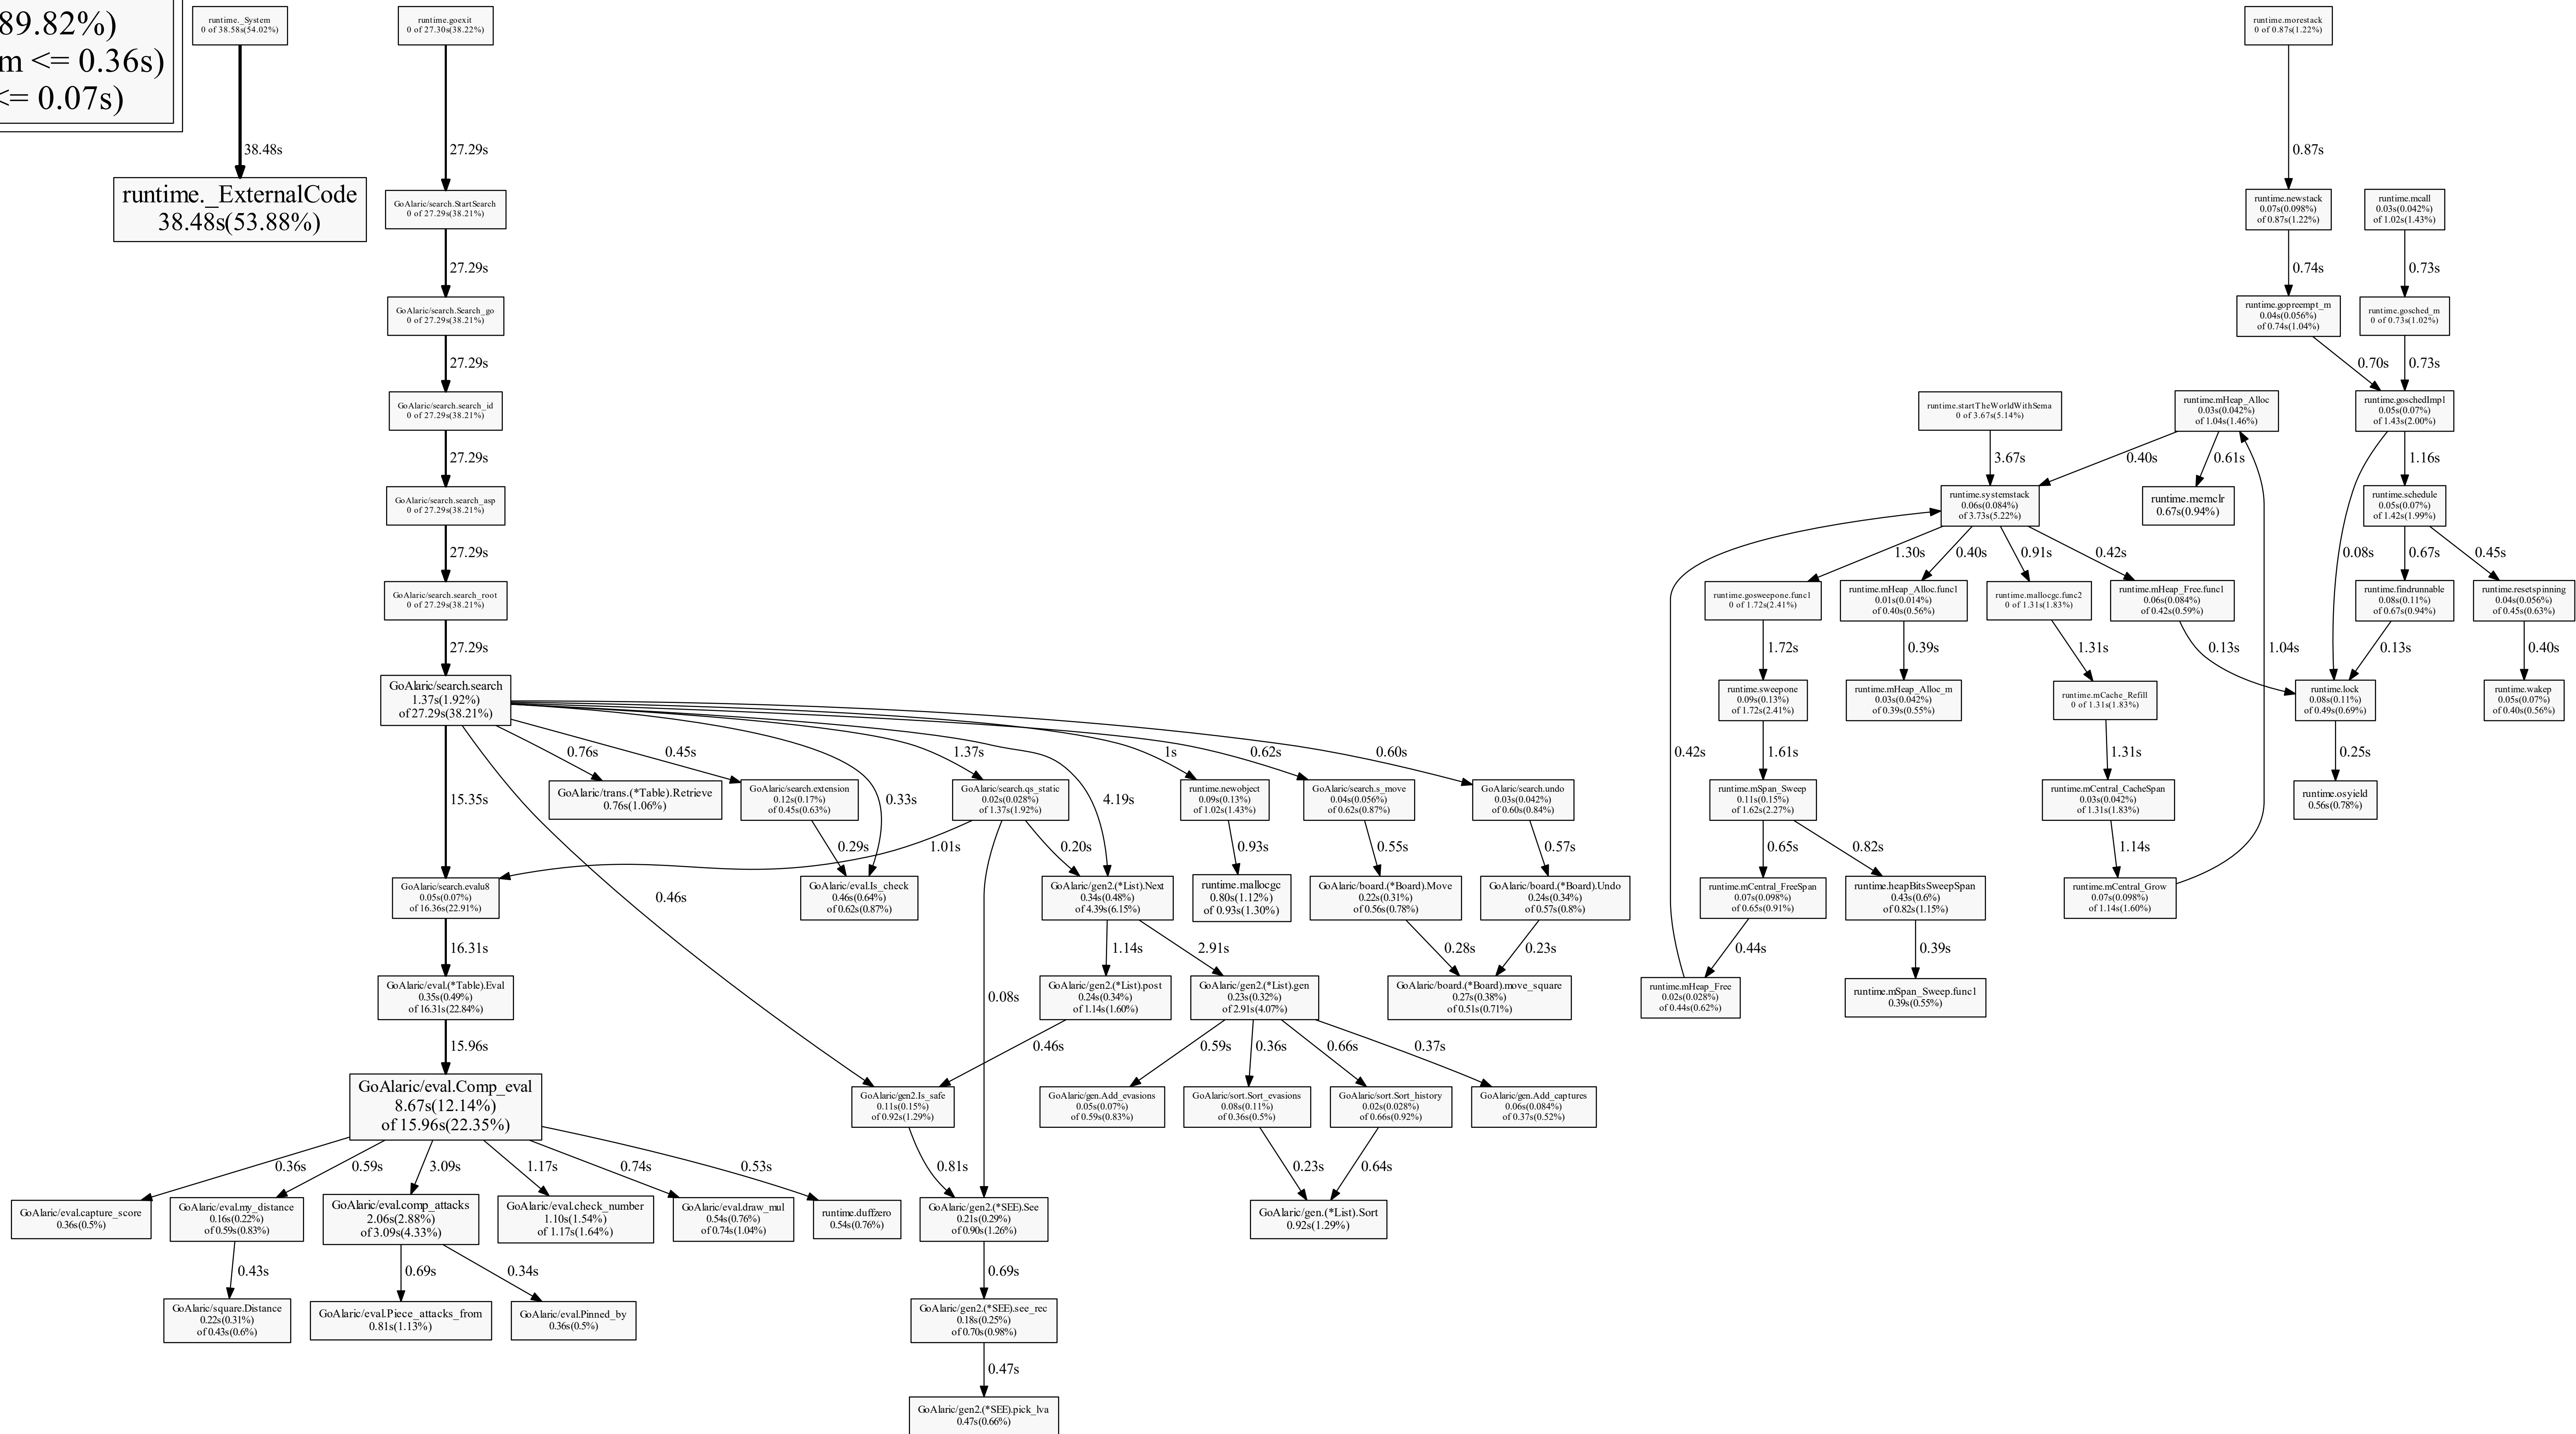 89.82%)
m <= 0.36s)
<= 0.07s)
runtime._System
0 of 38.58s(54.02%)
runtime.goexit
0 of 27.30s(38.22%)
runtime.morestack
0 of 0.87s(1.22%)
38.48s
27.29s
0.87s
runtime._ExternalCode
38.48s(53.88%)
GoAlaric/search.StartSearch
0 of 27.29s(38.21%)
runtime.newstack
0.07s(0.098%)
of 0.87s(1.22%)
runtime.mcall
0.03s(0.042%)
of 1.02s(1.43%)
27.29s
0.74s
0.73s
GoAlaric/search.Search_go
0 of 27.29s(38.21%)
runtime.gopreempt_m
0.04s(0.056%)
of 0.74s(1.04%)
runtime.gosched_m
0 of 0.73s(1.02%)
27.29s
0.70s
0.73s
GoAlaric/search.search_id
0 of 27.29s(38.21%)
runtime.startTheWorldWithSema
0 of 3.67s(5.14%)
runtime.mHeap_Alloc
0.03s(0.042%)
of 1.04s(1.46%)
runtime.goschedImpl
0.05s(0.07%)
of 1.43s(2.00%)
27.29s
3.67s
0.40s
0.61s
1.16s
GoAlaric/search.search_asp
0 of 27.29s(38.21%)
runtime.systemstack
0.06s(0.084%)
of 3.73s(5.22%)
runtime.memclr
0.67s(0.94%)
runtime.schedule
0.05s(0.07%)
of 1.42s(1.99%)
27.29s
1.30s
0.40s
0.91s
0.42s
0.08s
0.67s
0.45s
GoAlaric/search.search_root
0 of 27.29s(38.21%)
runtime.gosweepone.func1
0 of 1.72s(2.41%)
runtime.mHeap_Alloc.func1
0.01s(0.014%)
of 0.40s(0.56%)
runtime.mallocgc.func2
0 of 1.31s(1.83%)
runtime.mHeap_Free.func1
0.06s(0.084%)
of 0.42s(0.59%)
runtime.findrunnable
0.08s(0.11%)
of 0.67s(0.94%)
runtime.resetspinning
0.04s(0.056%)
of 0.45s(0.63%)
27.29s
1.72s
0.39s
1.31s
0.13s
1.04s
0.13s
0.40s
GoAlaric/search.search
1.37s(1.92%)
of 27.29s(38.21%)
runtime.sweepone
0.09s(0.13%)
of 1.72s(2.41%)
runtime.mHeap_Alloc_m
0.03s(0.042%)
of 0.39s(0.55%)
runtime.mCache_Refill
0 of 1.31s(1.83%)
runtime.lock
0.08s(0.11%)
of 0.49s(0.69%)
runtime.wakep
0.05s(0.07%)
of 0.40s(0.56%)
0.76s
0.45s
1.37s
1s
0.62s
0.60s
0.42s
1.61s
1.31s
0.25s
15.35s
GoAlaric/trans.(*Table).Retrieve
0.76s(1.06%)
GoAlaric/search.extension
0.12s(0.17%)
of 0.45s(0.63%)
0.33s
GoAlaric/search.qs_static
0.02s(0.028%)
of 1.37s(1.92%)
4.19s
runtime.newobject
0.09s(0.13%)
of 1.02s(1.43%)
GoAlaric/search.s_move
0.04s(0.056%)
of 0.62s(0.87%)
GoAlaric/search.undo
0.03s(0.042%)
of 0.60s(0.84%)
runtime.mSpan_Sweep
0.11s(0.15%)
of 1.62s(2.27%)
runtime.mCentral_CacheSpan
0.03s(0.042%)
of 1.31s(1.83%)
runtime.osyield
0.56s(0.78%)
0.29s
1.01s
0.20s
0.93s
0.55s
0.57s
0.65s
0.82s
1.14s
GoAlaric/search.evalu8
0.05s(0.07%)
of 16.36s(22.91%)
0.46s
GoAlaric/eval.Is_check
0.46s(0.64%)
of 0.62s(0.87%)
GoAlaric/gen2.(*List).Next
0.34s(0.48%)
of 4.39s(6.15%)
runtime.mallocgc
0.80s(1.12%)
of 0.93s(1.30%)
GoAlaric/board.(*Board).Move
0.22s(0.31%)
of 0.56s(0.78%)
GoAlaric/board.(*Board).Undo
0.24s(0.34%)
of 0.57s(0.8%)
runtime.mCentral_FreeSpan
0.07s(0.098%)
of 0.65s(0.91%)
runtime.heapBitsSweepSpan
0.43s(0.6%)
of 0.82s(1.15%)
runtime.mCentral_Grow
0.07s(0.098%)
of 1.14s(1.60%)
16.31s
1.14s
2.91s
0.28s
0.23s
0.44s
0.39s
GoAlaric/eval.(*Table).Eval
0.35s(0.49%)
of 16.31s(22.84%)
0.08s
GoAlaric/gen2.(*List).post
0.24s(0.34%)
of 1.14s(1.60%)
GoAlaric/gen2.(*List).gen
0.23s(0.32%)
of 2.91s(4.07%)
GoAlaric/board.(*Board).move_square
0.27s(0.38%)
of 0.51s(0.71%)
runtime.mHeap_Free
0.02s(0.028%)
of 0.44s(0.62%)
runtime.mSpan_Sweep.func1
0.39s(0.55%)
15.96s
0.46s
0.59s
0.36s
0.66s
0.37s
GoAlaric/eval.Comp_eval
8.67s(12.14%)
of 15.96s(22.35%)
GoAlaric/gen2.Is_safe
0.11s(0.15%)
of 0.92s(1.29%)
GoAlaric/gen.Add_evasions
0.05s(0.07%)
of 0.59s(0.83%)
GoAlaric/sort.Sort_evasions
0.08s(0.11%)
of 0.36s(0.5%)
GoAlaric/sort.Sort_history
0.02s(0.028%)
of 0.66s(0.92%)
GoAlaric/gen.Add_captures
0.06s(0.084%)
of 0.37s(0.52%)
0.36s
0.59s
3.09s
1.17s
0.74s
0.53s
0.81s
0.23s
0.64s
GoAlaric/eval.capture_score
0.36s(0.5%)
GoAlaric/eval.my_distance
0.16s(0.22%)
of 0.59s(0.83%)
GoAlaric/eval.comp_attacks
2.06s(2.88%)
of 3.09s(4.33%)
GoAlaric/eval.check_number
1.10s(1.54%)
of 1.17s(1.64%)
GoAlaric/eval.draw_mul
0.54s(0.76%)
of 0.74s(1.04%)
runtime.duffzero
0.54s(0.76%)
GoAlaric/gen2.(*SEE).See
0.21s(0.29%)
of 0.90s(1.26%)
GoAlaric/gen.(*List).Sort
0.92s(1.29%)
0.43s
0.69s
0.34s
0.69s
GoAlaric/square.Distance
0.22s(0.31%)
of 0.43s(0.6%)
GoAlaric/eval.Piece_attacks_from
0.81s(1.13%)
GoAlaric/eval.Pinned_by
0.36s(0.5%)
GoAlaric/gen2.(*SEE).see_rec
0.18s(0.25%)
of 0.70s(0.98%)
0.47s
GoAlaric/gen2.(*SEE).pick_lva
0.47s(0.66%)